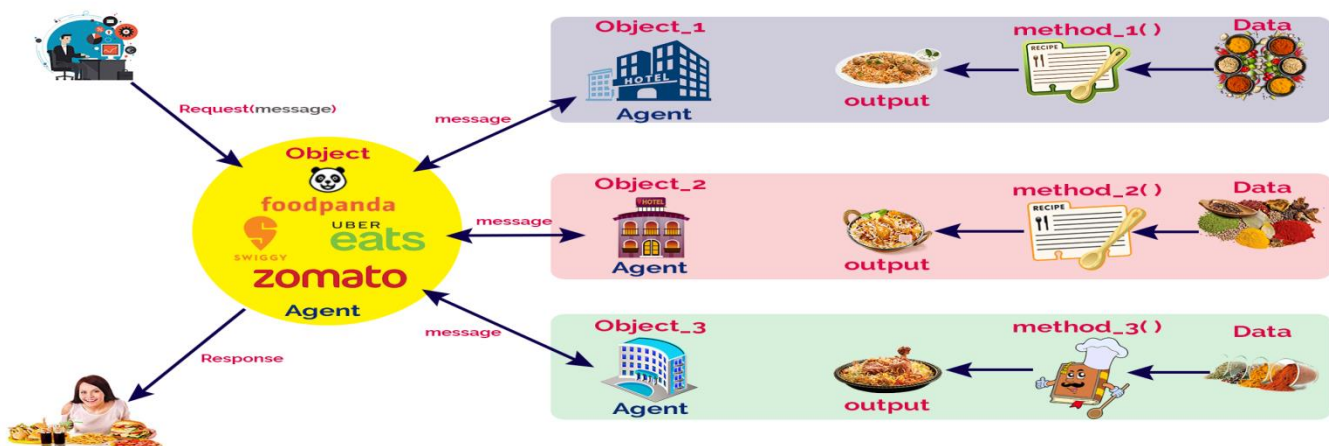 Request(message)
Object
foodpanda
UBER
eats
SWIGGY
zomato
Agent
Response
message
message
message
Object_1
HOTEL
Agent
output
method_1( )
RECIPE
Data
Object_2
HOTEL
Agent
output
method_2( )
RECIPE
Data
Object_3
Agent
output
method_3( )
Data